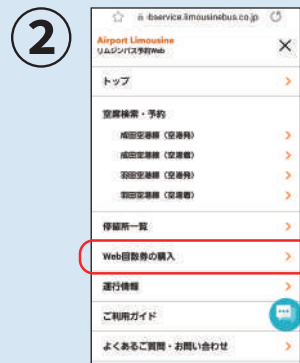 2
ibservice.limousinebus.co.jp
Airport Limousine
リムジンバス予約Web
トップ
空席検索・予約
成田空港線（空港発）
成田空港線（空港着）
羽田空港線（空港発）
羽田空港線（空港着）
停留所一覧
Web回数券の購入
運行情報
ご利用ガイド
よくあるご質問・お問い合わせ